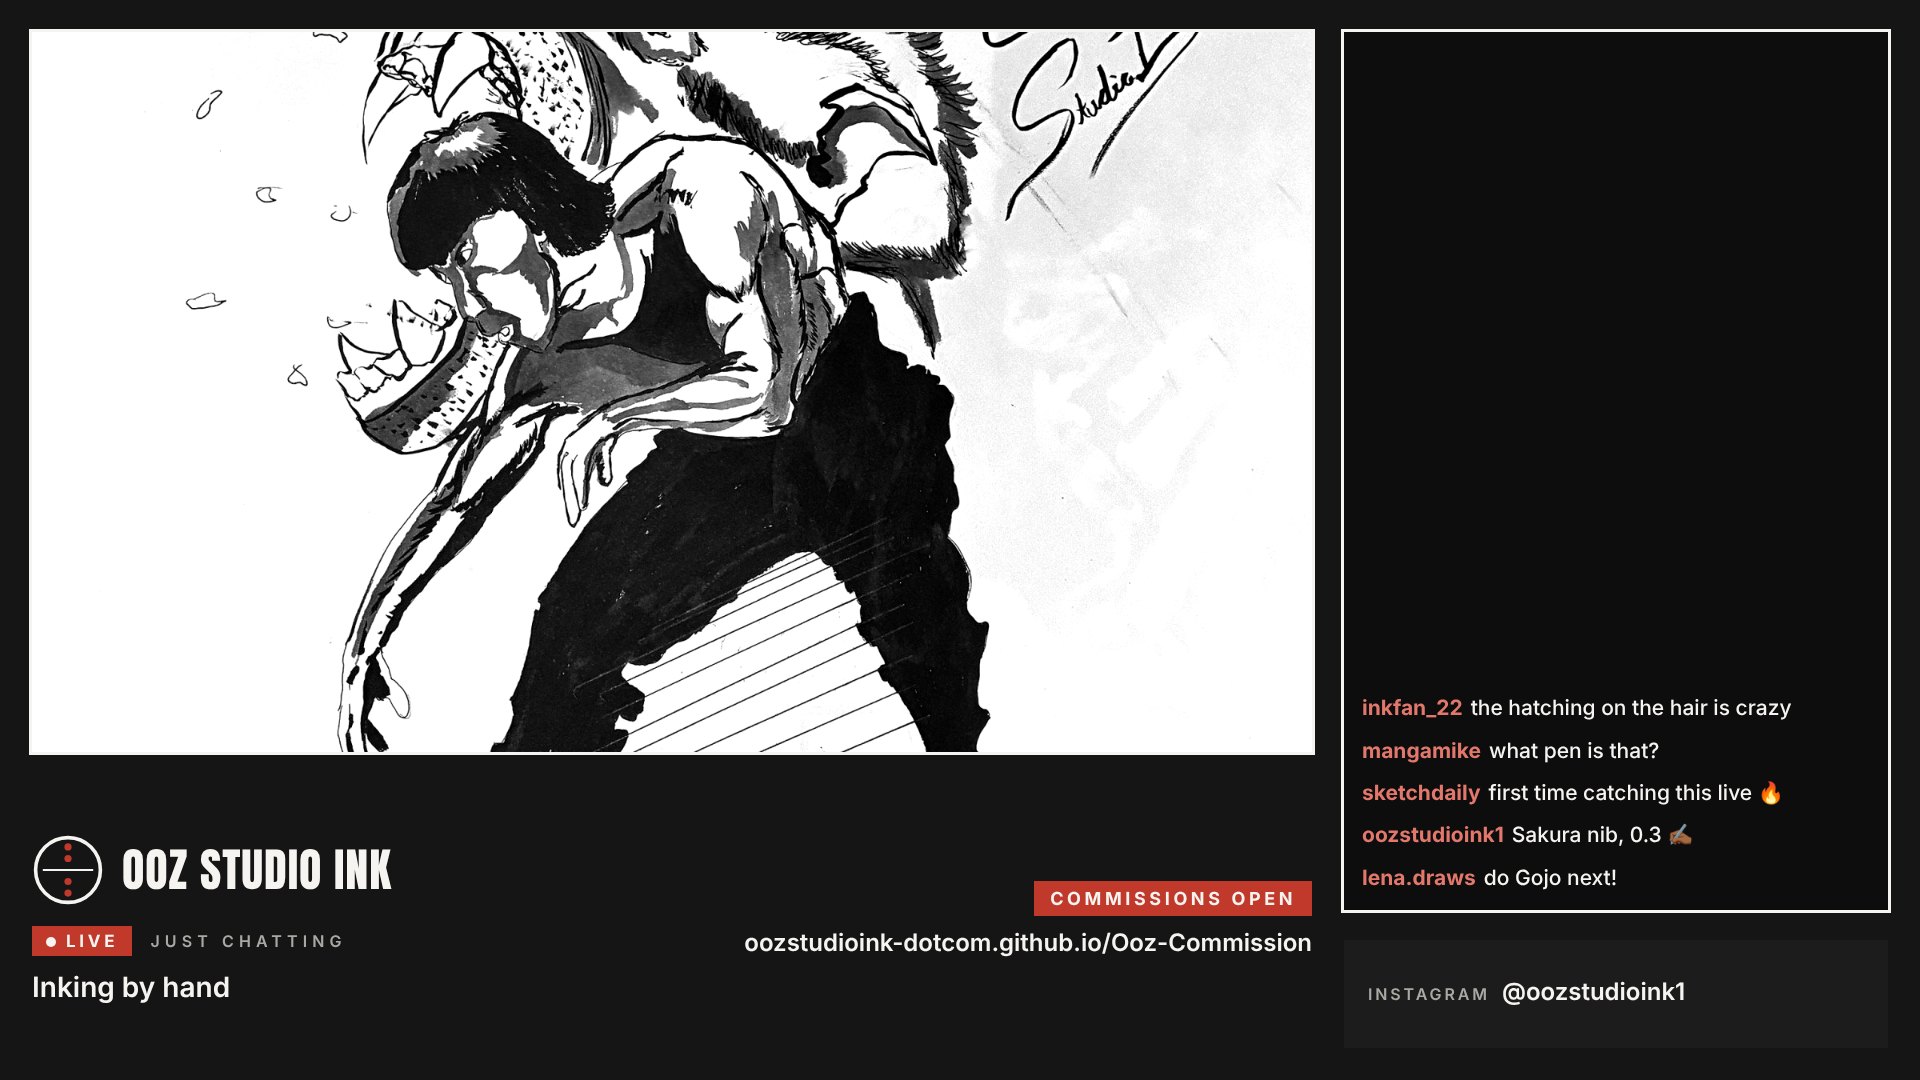 Studio
inkfan_22 the hatching on the hair is crazy
mangamike what pen is that?
sketchdaily first time catching this live 🔥
oozstudioink1 Sakura nib, 0.3 ✍🏾
lena.draws do Gojo next!
OOZ STUDIO INK
LIVE JUST CHATTING
Inking by hand
COMMISSIONS OPEN
oozstudioink-dotcom.github.io/Ooz-Commission
INSTAGRAM @oozstudioink1